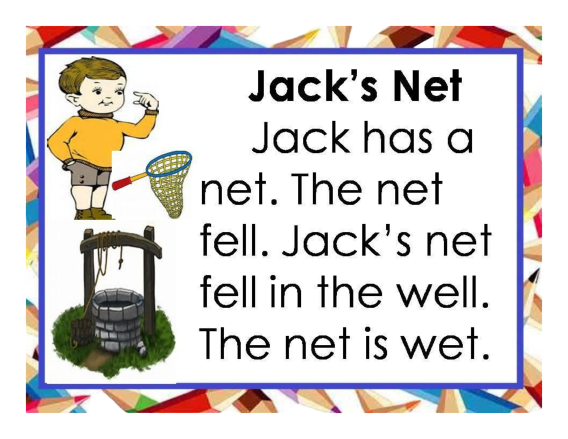 Jack’s Net
Jack has a
net. The net
fell. Jack’s net
fell in the well.
The net is wet.